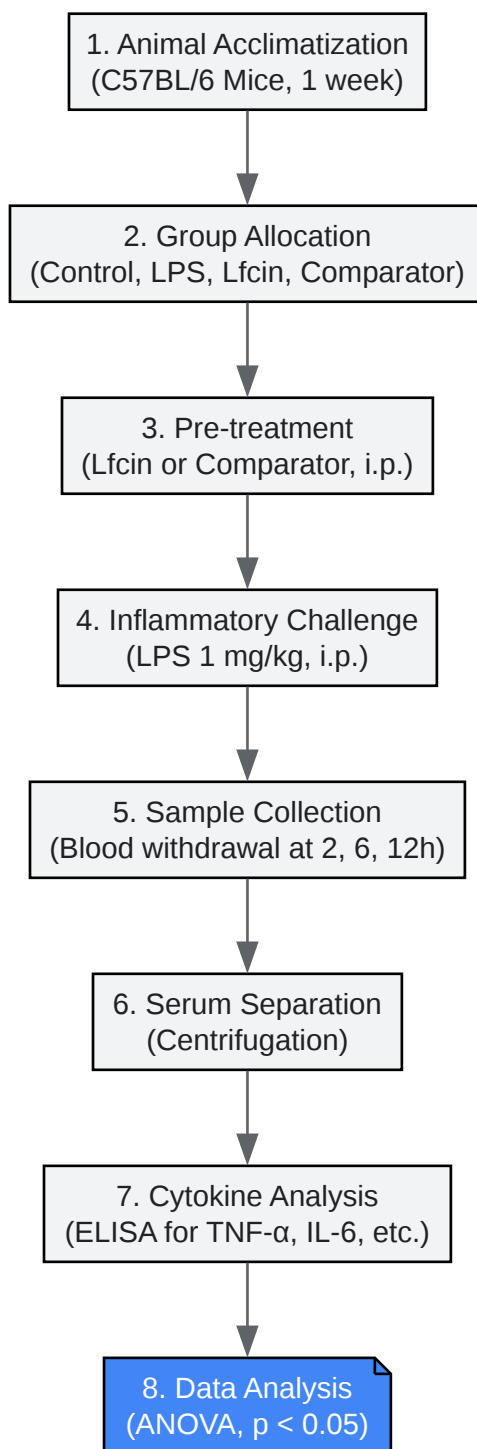 1. Animal Acclimatization
(C57BL/6 Mice, 1 week)
2. Group Allocation
(Control, LPS, Lfcin, Comparator)
3. Pre-treatment
(Lfcin or Comparator, i.p.)
4. Inflammatory Challenge
(LPS 1 mg/kg, i.p.)
5. Sample Collection
(Blood withdrawal at 2, 6, 12h)
6. Serum Separation
(Centrifugation)
7. Cytokine Analysis
(ELISA for TNF-α, IL-6, etc.)
8. Data Analysis
(ANOVA, p < 0.05)